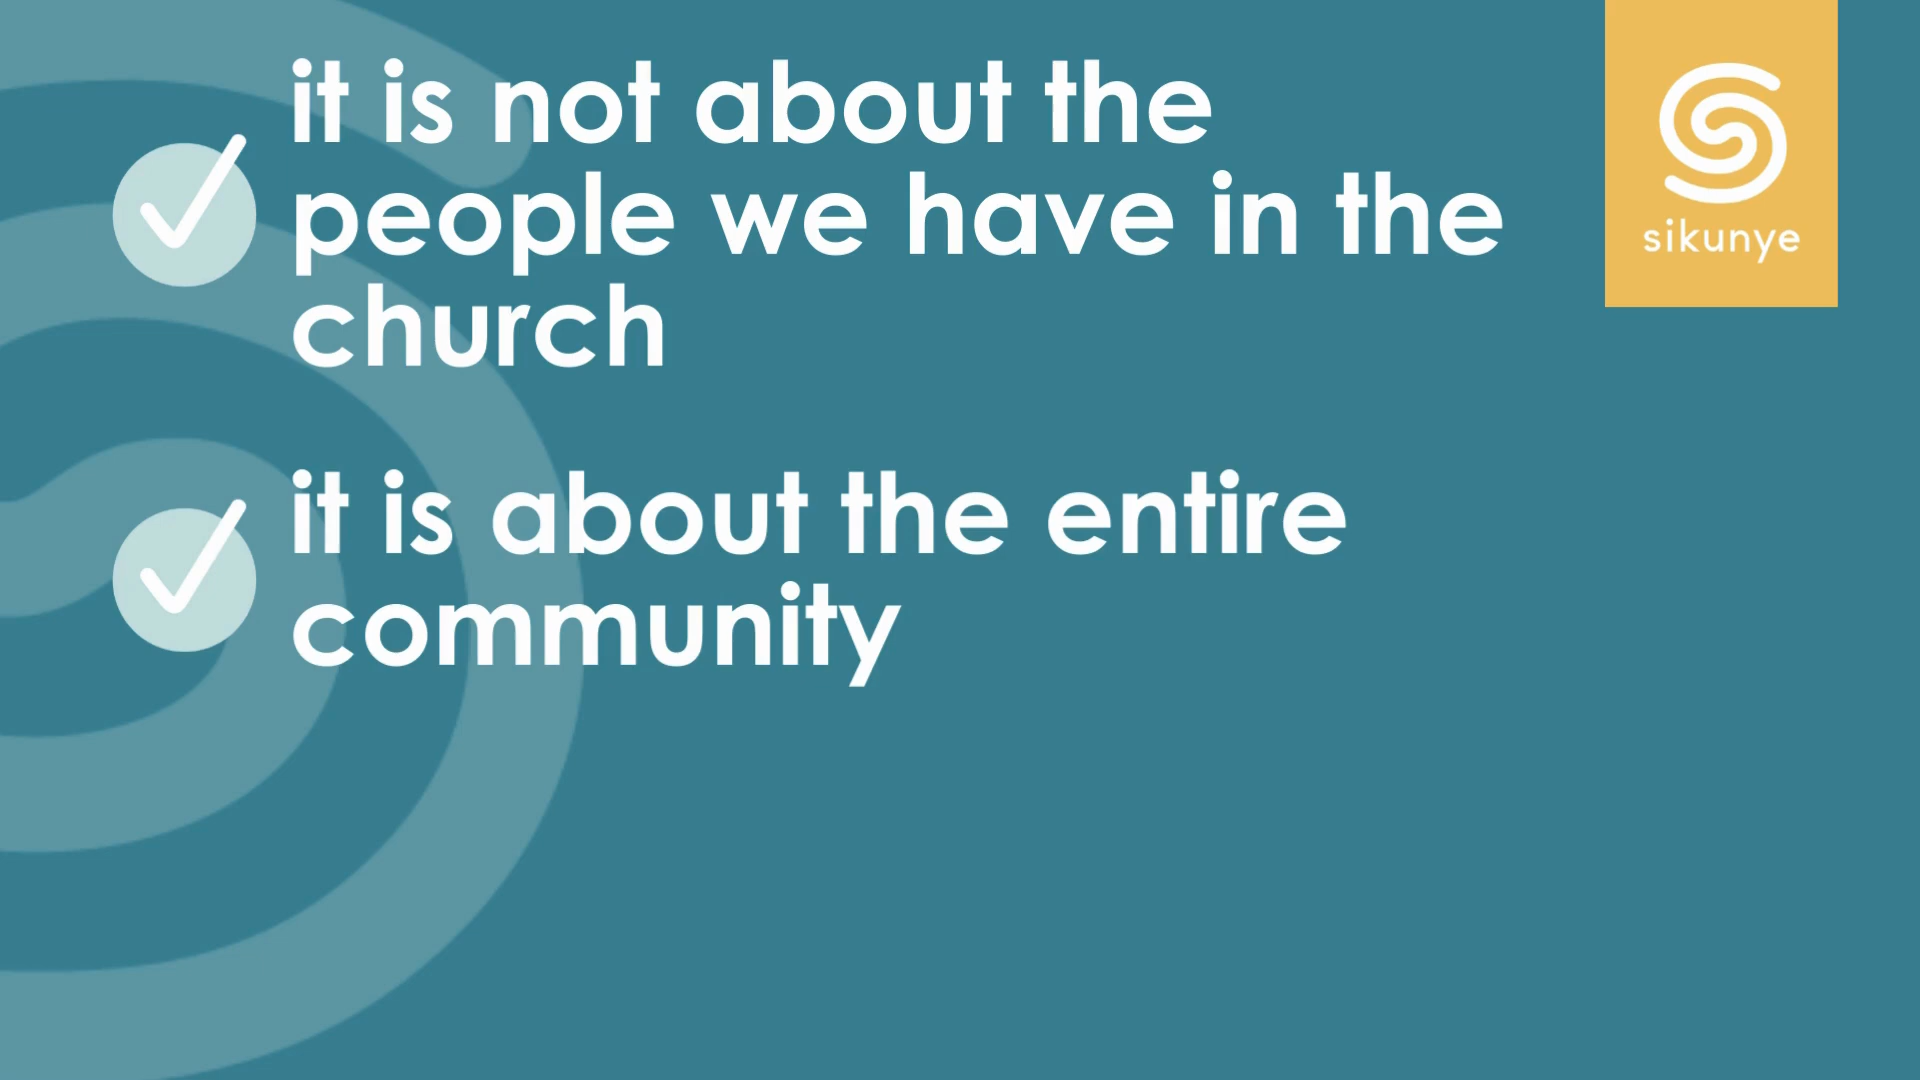 it is not about the
people we have in the
church
it is about the entire
community
sikunye